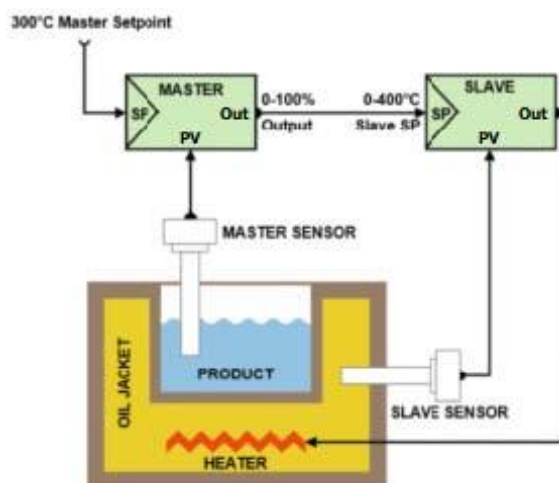 300°C Master Setpoint
MASTER
SP
Out
PV
0-100%
Output
0-400°C
Slave SP
SLAVE
SP
Out
PV
MASTER SENSOR
OIL JACKET
PRODUCT
SLAVE SENSOR
HEATER